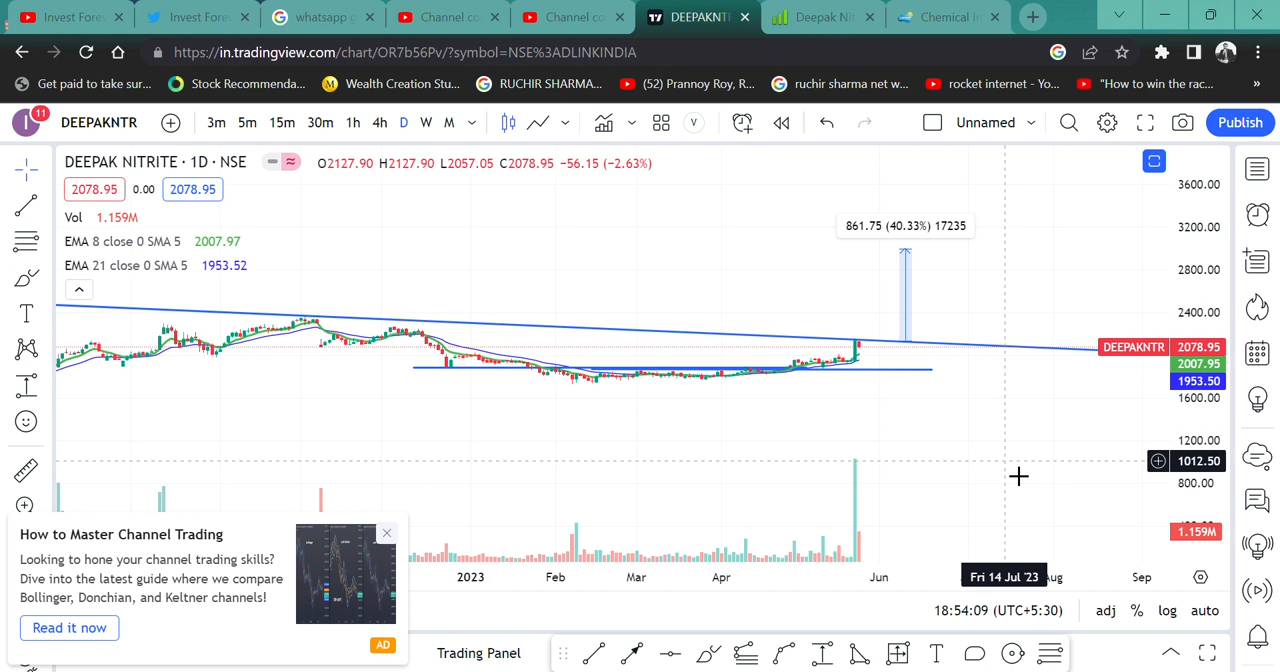 Invest Fore
Invest Fore
whatsapp g
Channel co
Channel co
DEEPAKNT
Deepak Nit
Chemical I
https://in.tradingview.com/chart/OR7b56Pv/?symbol=NSE%3ADLINKINDIA
Get paid to take sur...
Stock Recommenda...
Wealth Creation Stu...
RUCHIR SHARMA...
(52) Prannoy Roy, R...
ruchir sharma net w...
rocket internet - Yo...
"How to win the rac...
»
I
11
DEEPAKNTR
3m 5m 15m 30m 1h 4h D W M
V
Unnamed
Publish
DEEPAK NITRITE · 1D · NSE
O2127.90 H2127.90 L2057.05 C2078.95 −56.15 (−2.63%)
2078.95 0.00 2078.95
Vol 1.159M
EMA 8 close 0 SMA 5 2007.97
EMA 21 close 0 SMA 5 1953.52
861.75 (40.33%) 17235
3600.00
3200.00
2800.00
2400.00
DEEPAKNTR 2078.95
2007.95
1953.50
1600.00
1200.00
1012.50
800.00
1.159M
2023 Feb Mar Apr Jun Fri 14 Jul '23 Aug Sep
How to Master Channel Trading
Looking to hone your channel trading skills?
Dive into the latest guide where we compare
Bollinger, Donchian, and Keltner channels!
Read it now
AD
18:54:09 (UTC+5:30) adj % log auto
Trading Panel